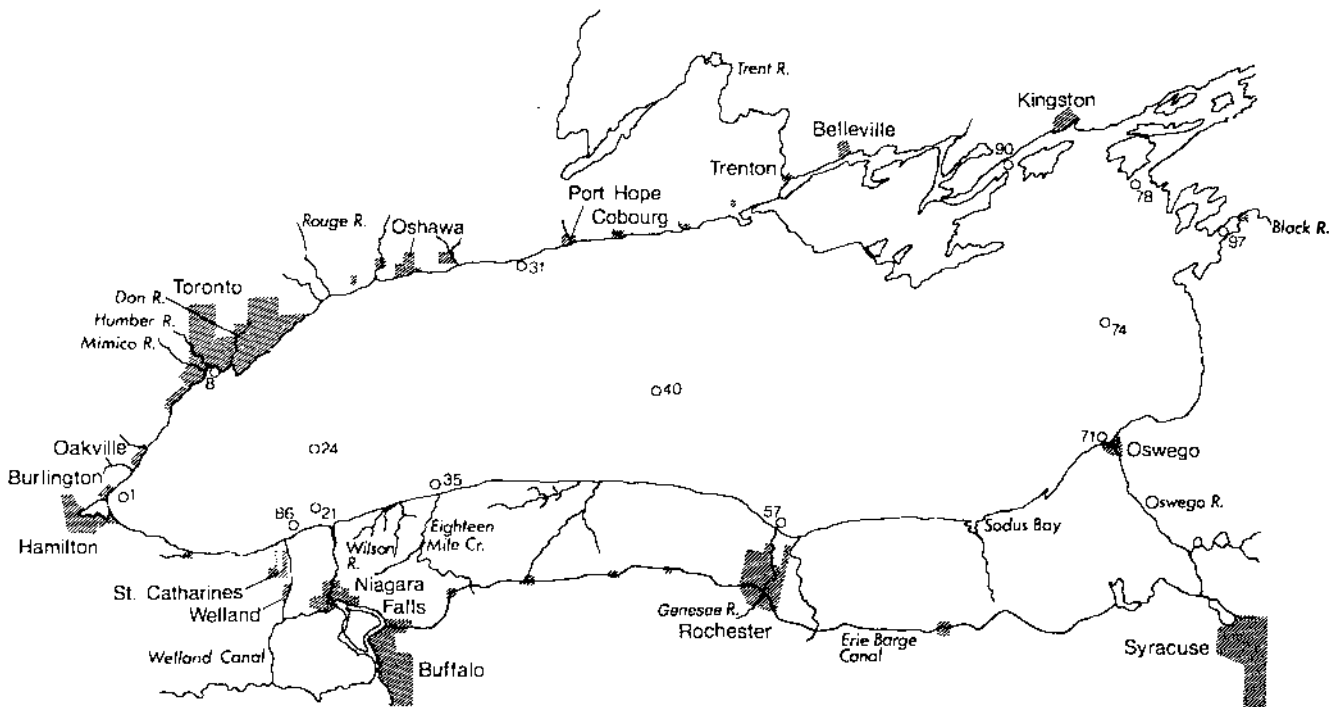 Trent R.
Kingston
Belleville
90
Trenton
78
Port Hope
Cobourg
Rouge R.
Oshawa
97
Black R.
31
Toronto
Don R.
Humber R.
Mimico R.
74
8
40
Oakville
24
71
Oswego
Burlington
1
35
Hamilton
86
21
57
Sodus Bay
Oswego R.
Wilson
R.
Eighteen
Mile Cr.
St. Catharines
Welland
Niagara
Falls
Genesee R.
Rochester
Erie Barge
Canal
Syracuse
Welland Canal
Buffalo